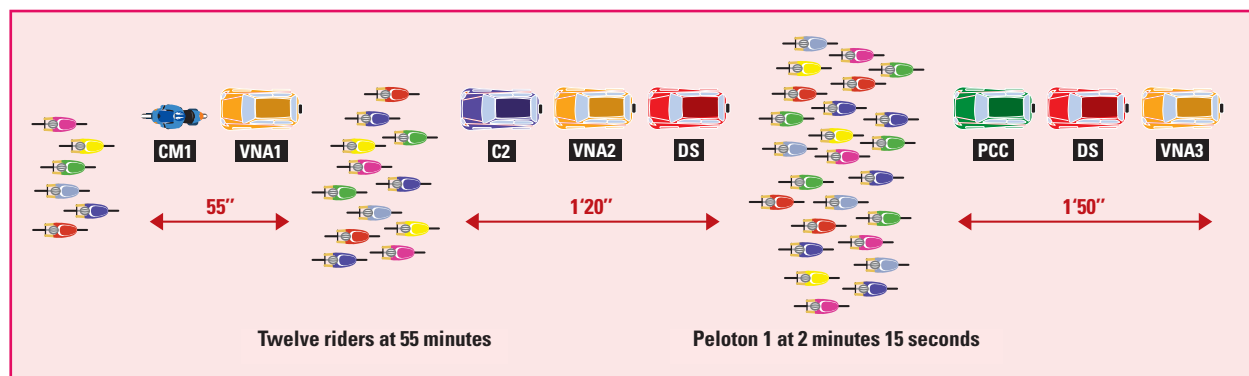 CM1 VNA1 C2 VNA2 DS PCC DS VNA3
55’’ 1’20’’ 1’50’’
Twelve riders at 55 minutes Peloton 1 at 2 minutes 15 seconds